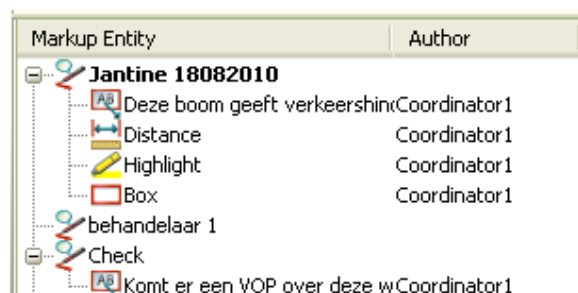 Markup Entity Author
Jantine 18082010
Deze boom geeft verkeershin Coordinator1
Distance Coordinator1
Highlight Coordinator1
Box Coordinator1
behandelaar 1
Check
Komt er een VOP over deze w Coordinator1